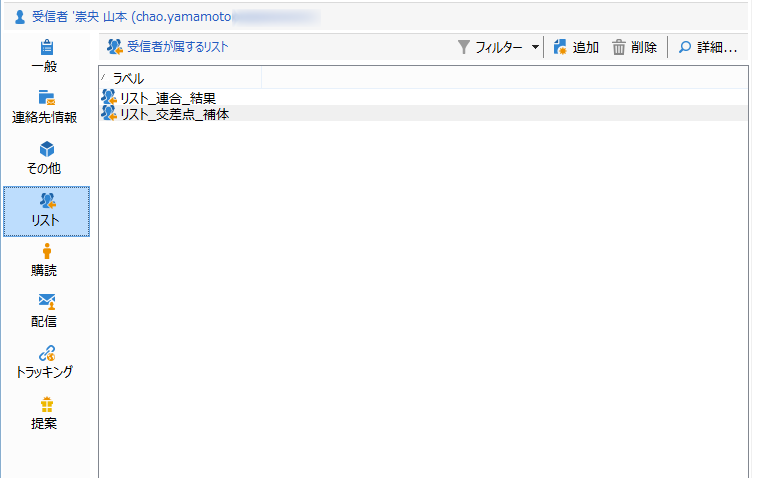 受信者 '崇央 山本 (chao.yamamoto
一般
連絡先情報
その他
リスト
購読
配信
トラッキング
提案
受信者が属するリスト
フィルター
追加
削除
詳細...
ラベル
リスト_連合_結果
リスト_交差点_補体